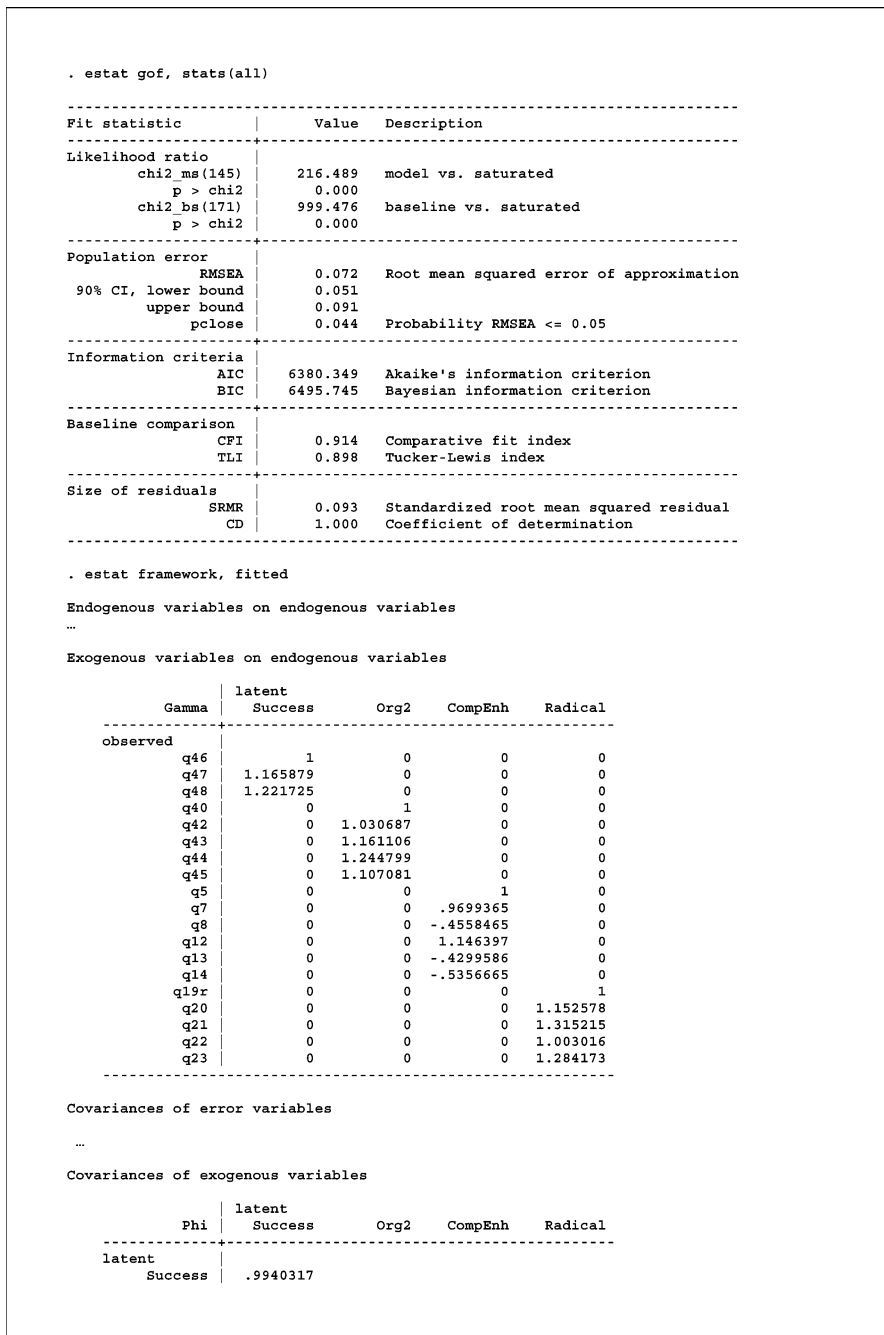 . estat gof, stats(all)
----------------------------------------------------------------------------
Fit statistic        |      Value   Description
---------------------+------------------------------------------------------
Likelihood ratio     |
        chi2_ms(145) |    216.489   model vs. saturated
            p > chi2 |      0.000
        chi2_bs(171) |    999.476   baseline vs. saturated
            p > chi2 |      0.000
---------------------+------------------------------------------------------
Population error     |
               RMSEA |      0.072   Root mean squared error of approximation
 90% CI, lower bound |      0.051
         upper bound |      0.091
              pclose |      0.044   Probability RMSEA <= 0.05
---------------------+------------------------------------------------------
Information criteria |
                 AIC |   6380.349   Akaike's information criterion
                 BIC |   6495.745   Bayesian information criterion
---------------------+------------------------------------------------------
Baseline comparison  |
                 CFI |      0.914   Comparative fit index
                 TLI |      0.898   Tucker-Lewis index
---------------------+------------------------------------------------------
Size of residuals    |
                SRMR |      0.093   Standardized root mean squared residual
                  CD |      1.000   Coefficient of determination
----------------------------------------------------------------------------
. estat framework, fitted
Endogenous variables on endogenous variables
…
Exogenous variables on endogenous variables
             | latent
       Gamma |   Success       Org2    CompEnh    Radical
-------------+--------------------------------------------
observed     |
         q46 |         1          0          0          0
         q47 |  1.165879          0          0          0
         q48 |  1.221725          0          0          0
         q40 |         0          1          0          0
         q42 |         0   1.030687          0          0
         q43 |         0   1.161106          0          0
         q44 |         0   1.244799          0          0
         q45 |         0   1.107081          0          0
          q5 |         0          0          1          0
          q7 |         0          0   .9699365          0
          q8 |         0          0  -.4558465          0
         q12 |         0          0   1.146397          0
         q13 |         0          0  -.4299586          0
         q14 |         0          0  -.5356665          0
        q19r |         0          0          0          1
         q20 |         0          0          0   1.152578
         q21 |         0          0          0   1.315215
         q22 |         0          0          0   1.003016
         q23 |         0          0          0   1.284173
----------------------------------------------------------
Covariances of error variables
…
Covariances of exogenous variables
             | latent
         Phi |   Success       Org2    CompEnh    Radical
-------------+--------------------------------------------
latent       |
     Success |  .9940317